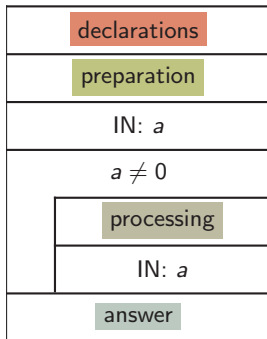 declarations
preparation
IN: a
a ≠ 0
processing
IN: a
answer